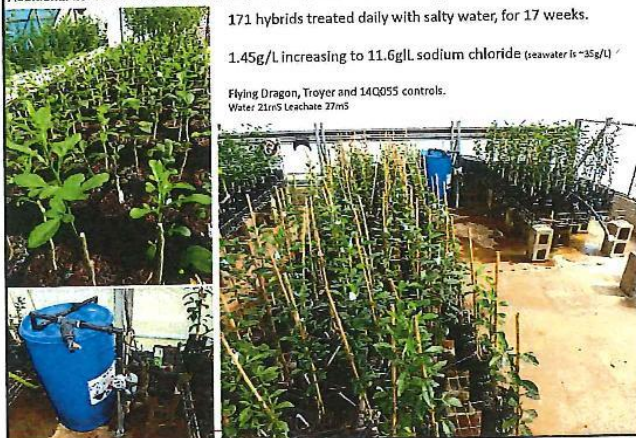 171 hybrids treated daily with salty water, for 17 weeks.
1.45g/L increasing to 11.6glL sodium chloride (seawater is ~35g/L)
Flying Dragon, Troyer and 14Q055 controls.
Water 21mS Leachate 27mS